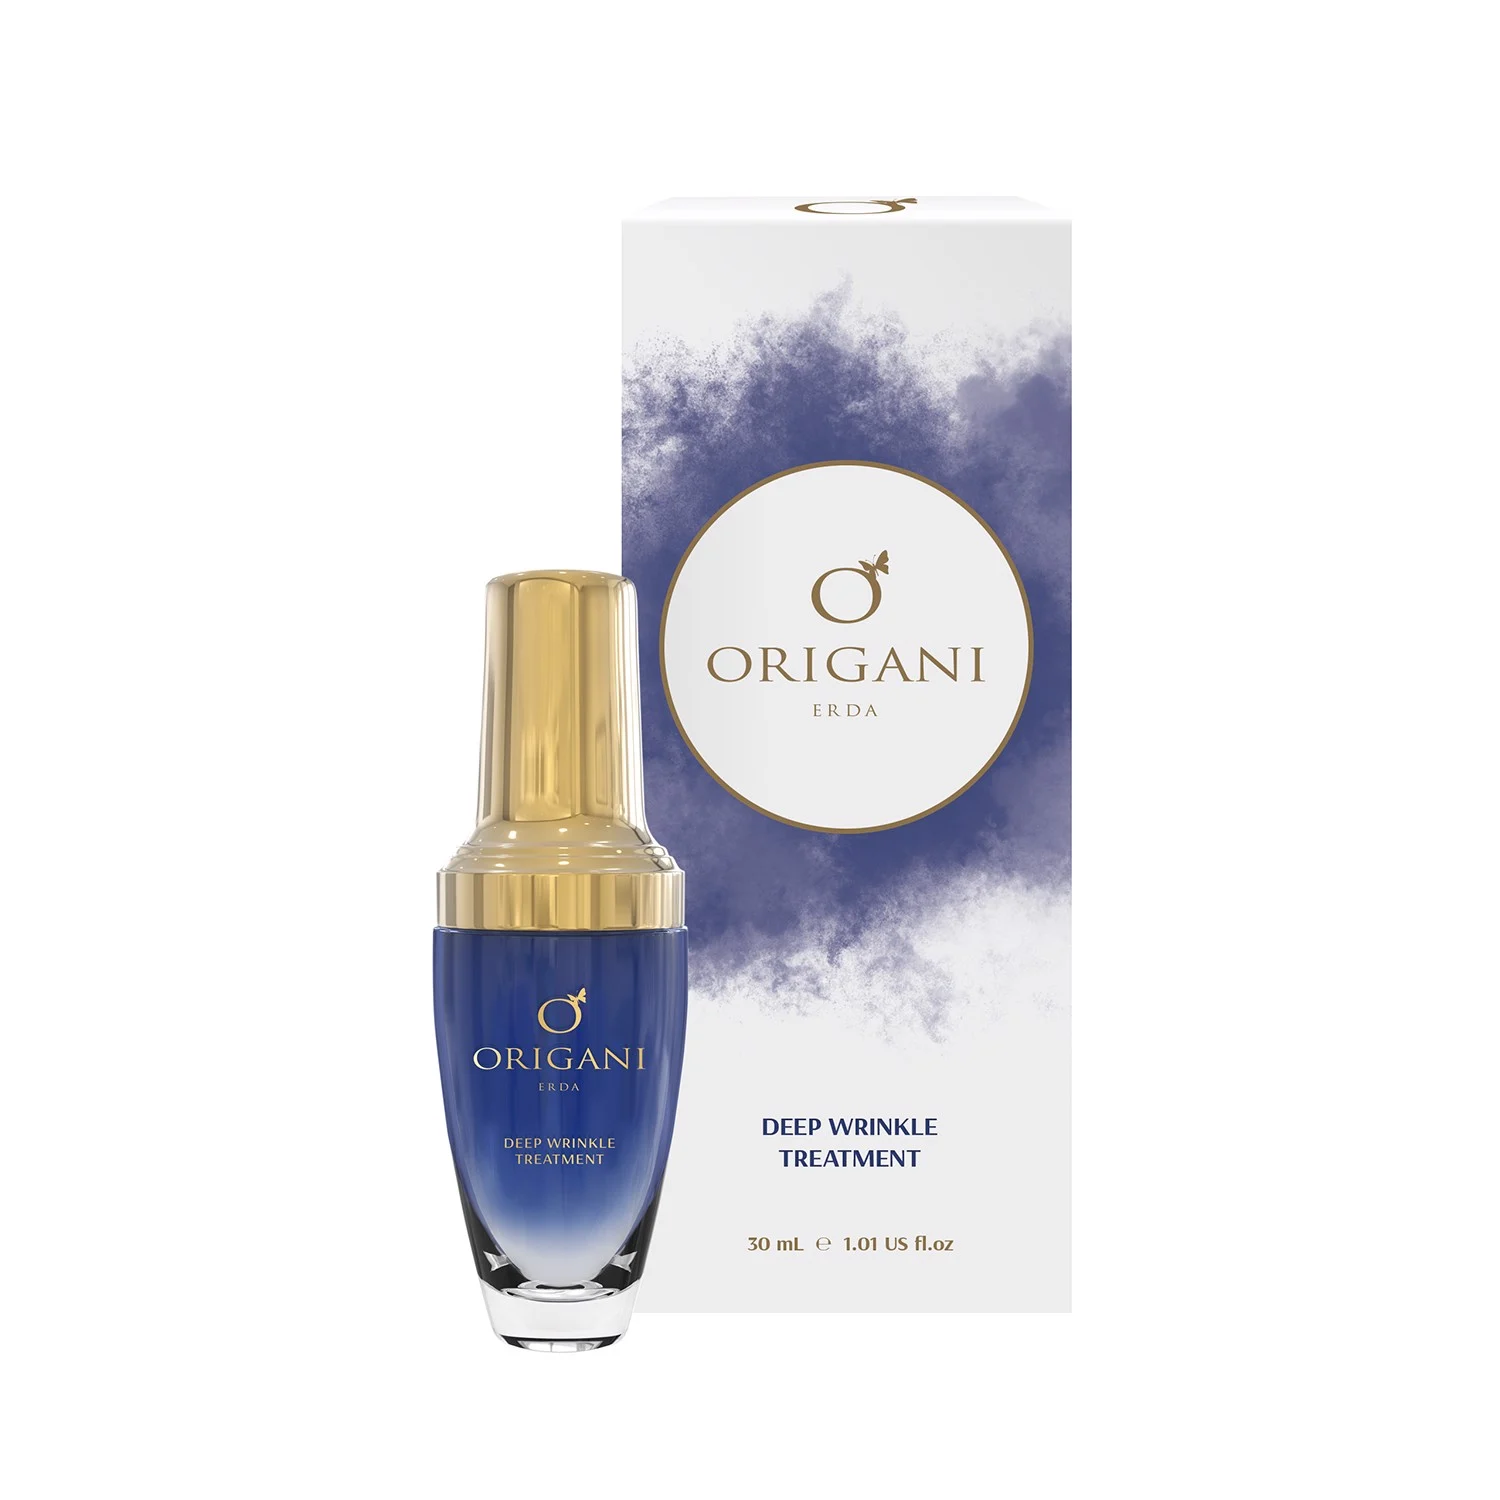 O
ORIGANI
ERDA
DEEP WRINKLE
TREATMENT
30 mL ℮ 1.01 US fl.oz
O
ORIGANI
ERDA
DEEP WRINKLE
TREATMENT